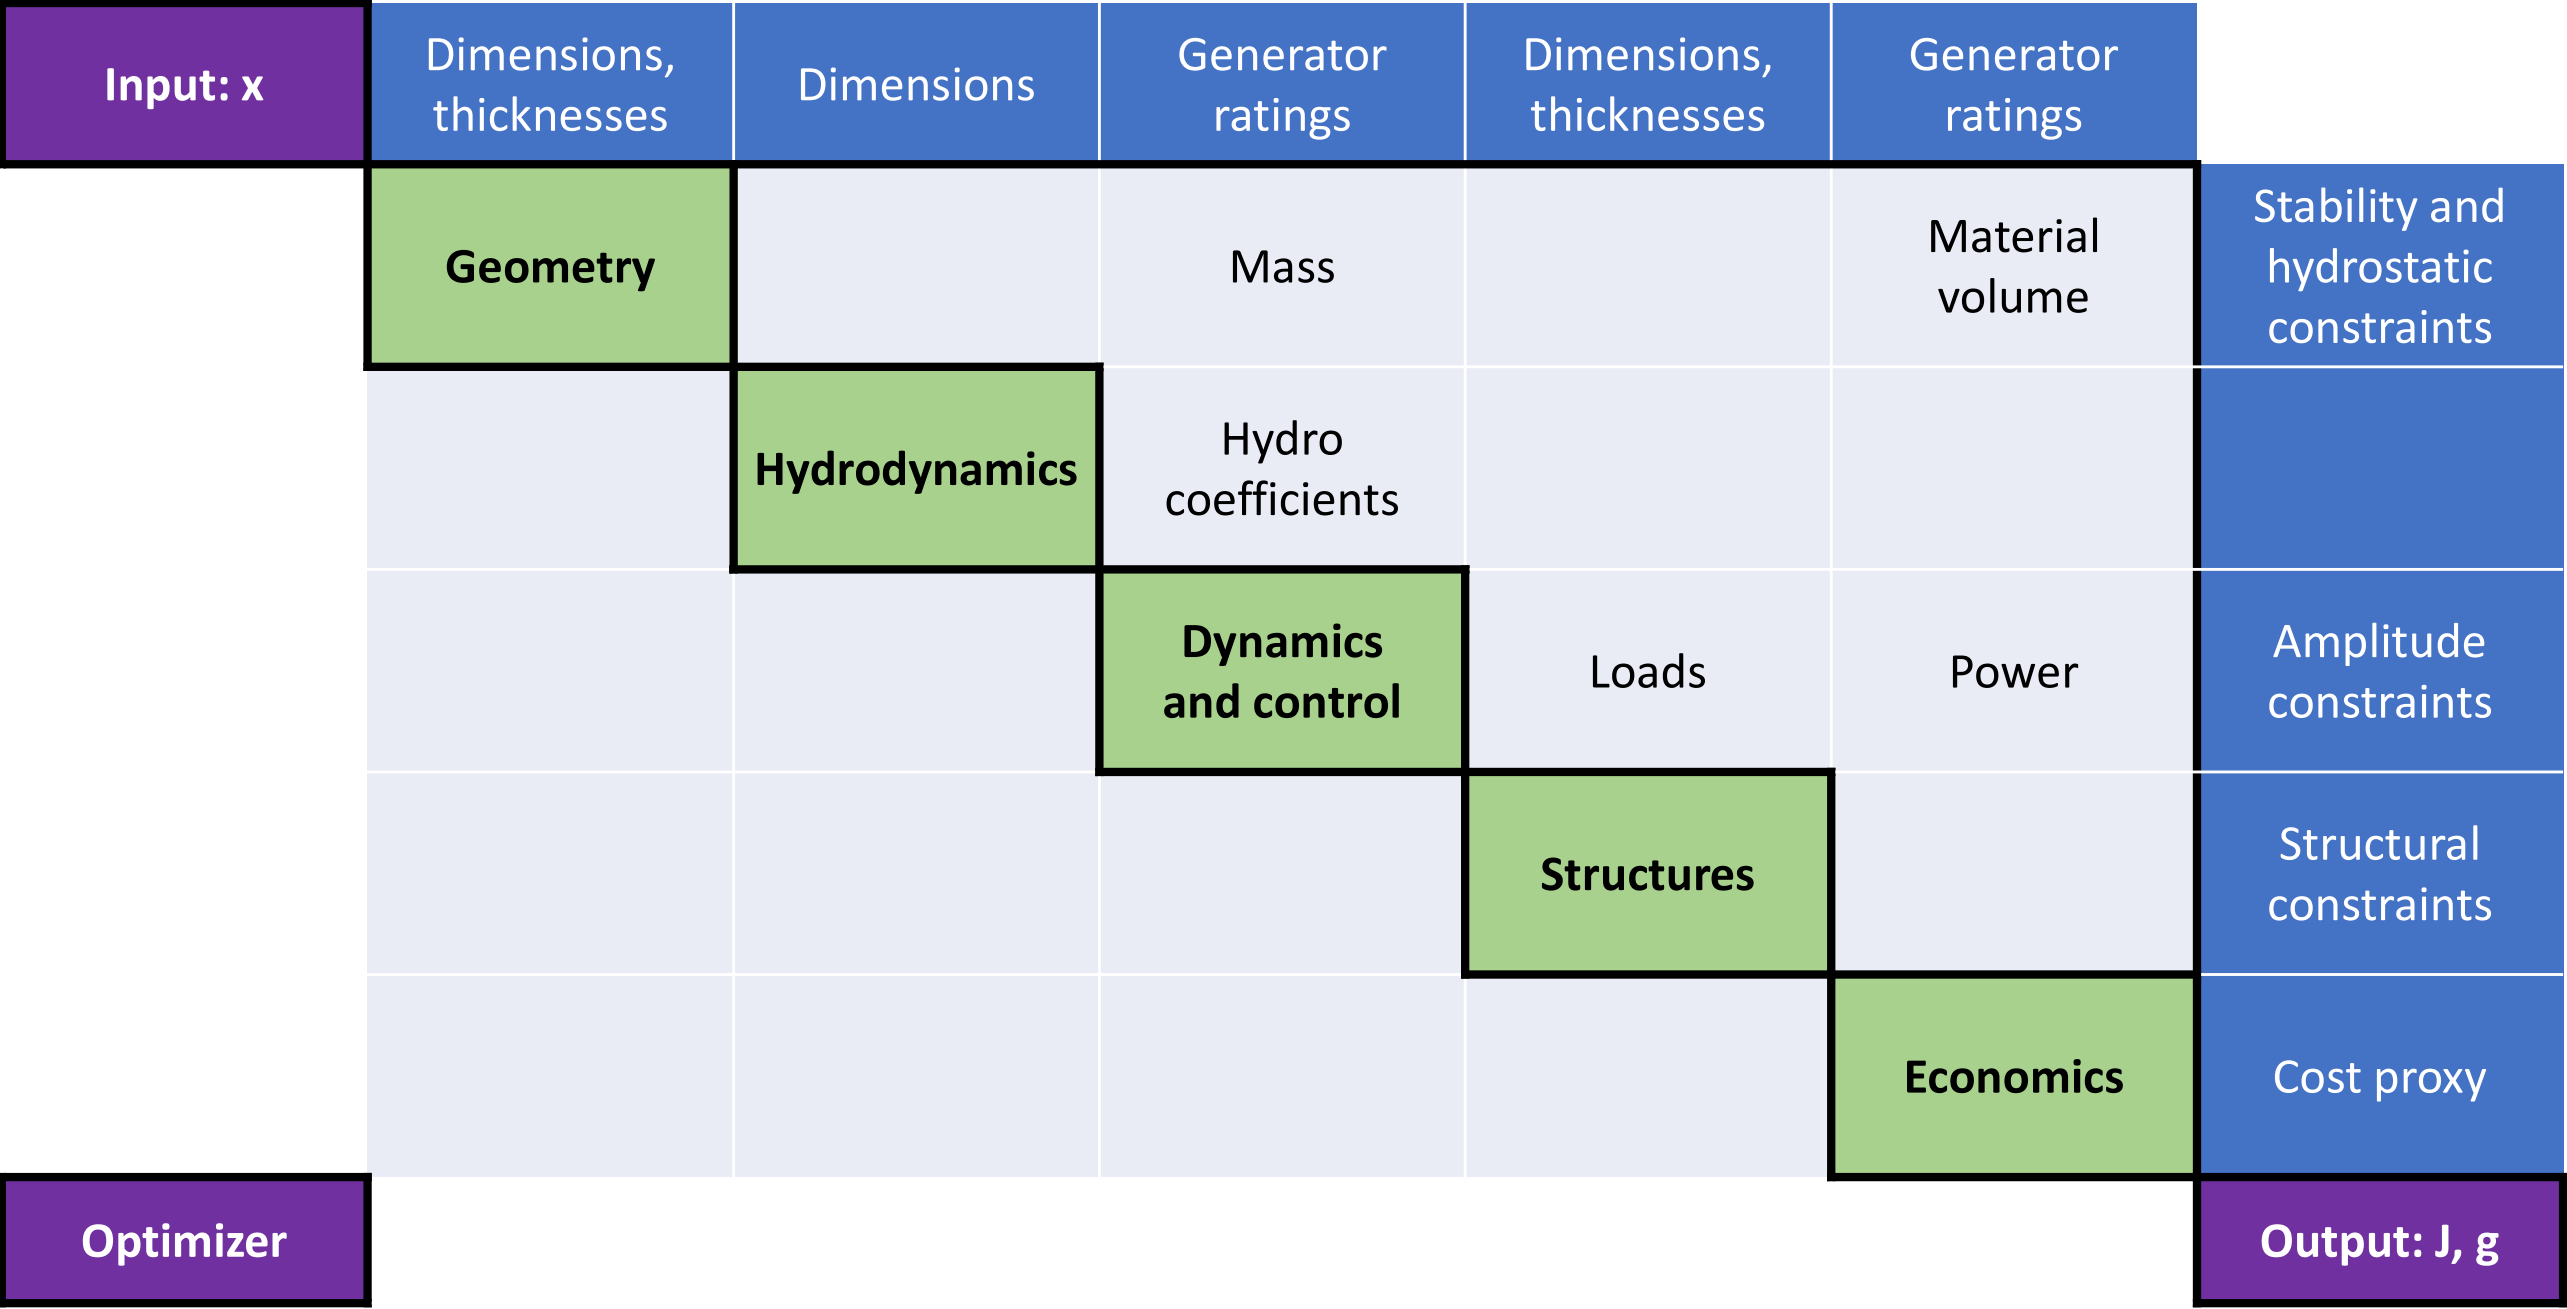 Input: x
Dimensions,
thicknesses
Dimensions
Generator
ratings
Dimensions,
thicknesses
Generator
ratings
Geometry
Mass
Material
volume
Stability and
hydrostatic
constraints
Hydrodynamics
Hydro
coefficients
Dynamics
and control
Loads
Power
Amplitude
constraints
Structures
Structural
constraints
Economics
Cost proxy
Optimizer
Output: J, g